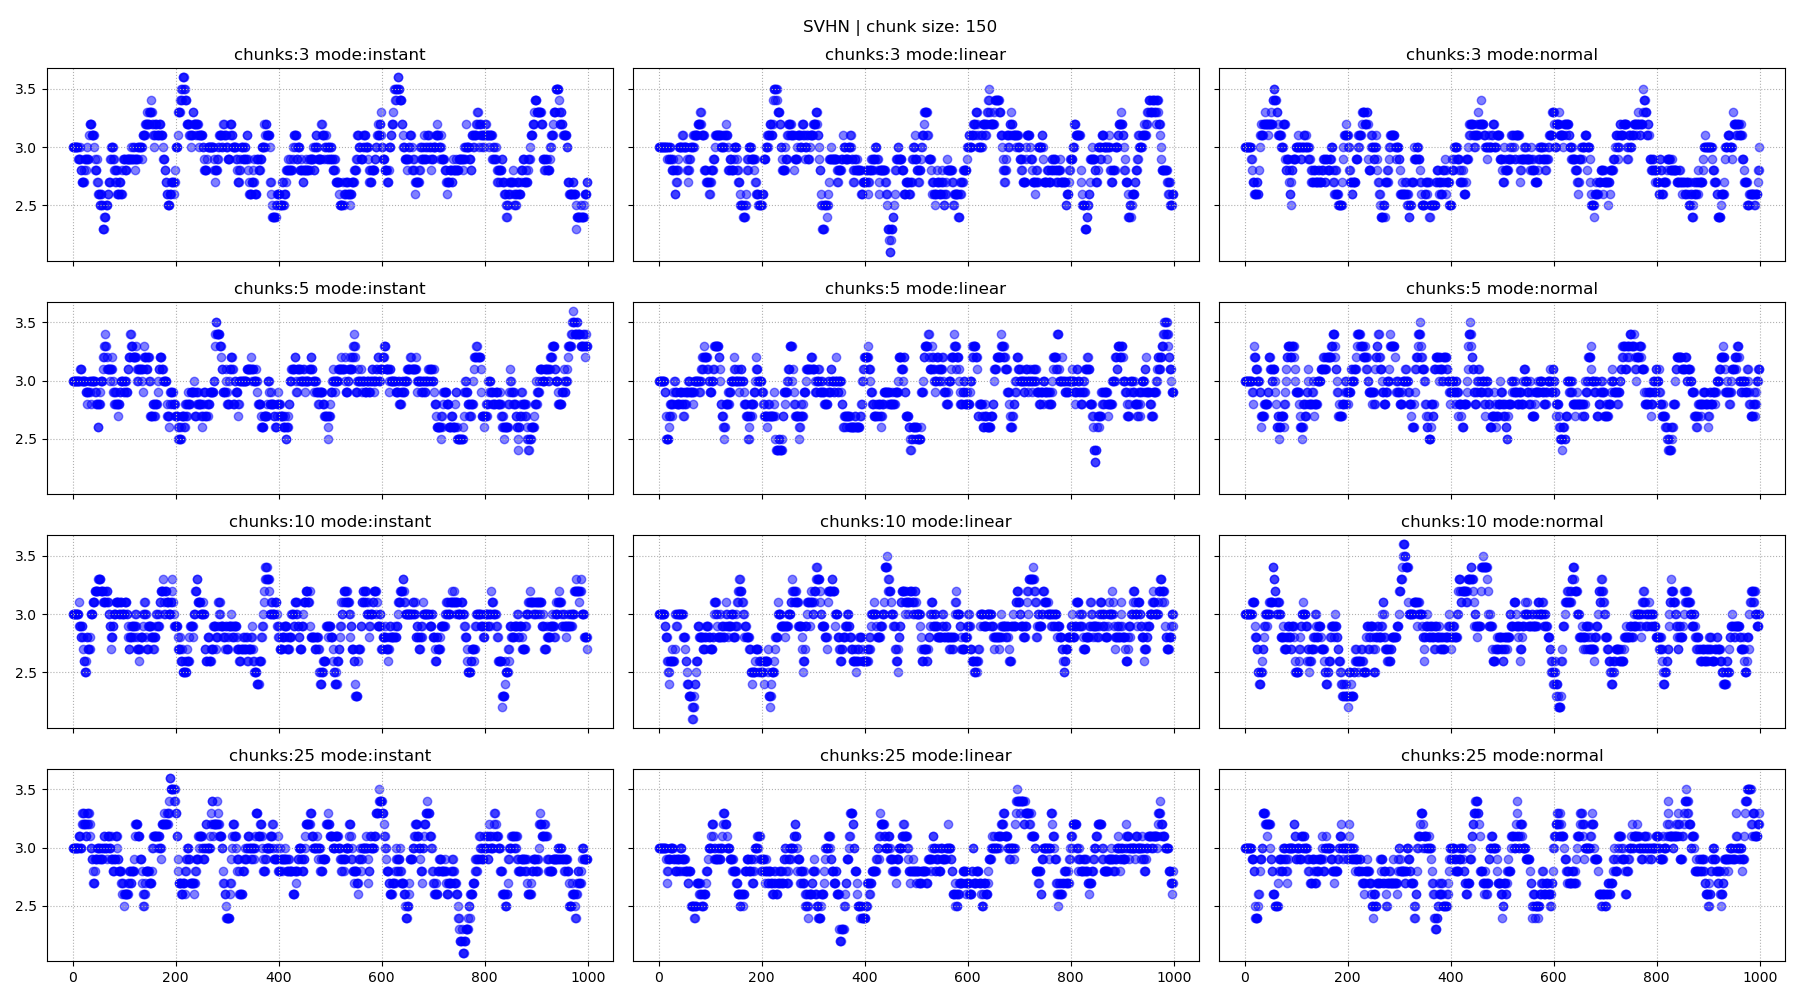 SVHN | chunk size: 150
chunks:3 mode:instant
chunks:3 mode:linear
chunks:3 mode:normal
3.5
3.0
2.5
chunks:5 mode:instant
chunks:5 mode:linear
chunks:5 mode:normal
3.5
3.0
2.5
chunks:10 mode:instant
chunks:10 mode:linear
chunks:10 mode:normal
3.5
3.0
2.5
chunks:25 mode:instant
chunks:25 mode:linear
chunks:25 mode:normal
3.5
3.0
2.5
0 200 400 600 800 1000
0 200 400 600 800 1000
0 200 400 600 800 1000